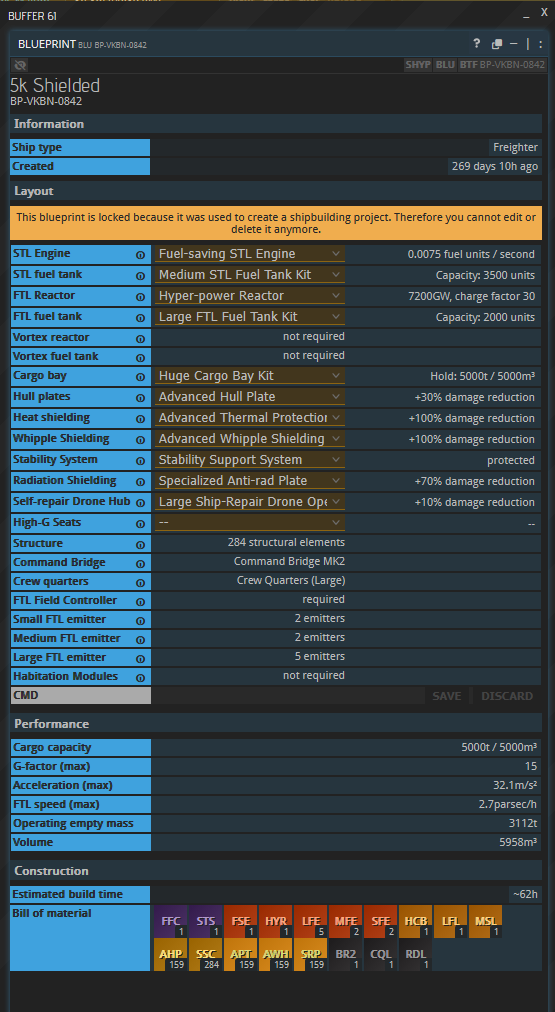 BUFFER 61
_ X
BLUEPRINT BLU BP-VKBN-0842
? — | :
SHYP BLU BTF BP-VKBN-0842
5k Shielded
BP-VKBN-0842
Information
Ship type Freighter
Created 269 days 10h ago
Layout
This blueprint is locked because it was used to create a shipbuilding project. Therefore you cannot edit or
delete it anymore.
STL Engine Fuel-saving STL Engine 0.0075 fuel units / second
STL fuel tank Medium STL Fuel Tank Kit Capacity: 3500 units
FTL Reactor Hyper-power Reactor 7200GW, charge factor 30
FTL fuel tank Large FTL Fuel Tank Kit Capacity: 2000 units
Vortex reactor not required
Vortex fuel tank not required
Cargo bay Huge Cargo Bay Kit Hold: 5000t / 5000m³
Hull plates Advanced Hull Plate +30% damage reduction
Heat shielding Advanced Thermal Protection +100% damage reduction
Whipple Shielding Advanced Whipple Shielding +100% damage reduction
Stability System Stability Support System protected
Radiation Shielding Specialized Anti-rad Plate +70% damage reduction
Self-repair Drone Hub Large Ship-Repair Drone Ope +10% damage reduction
High-G Seats -- --
Structure 284 structural elements
Command Bridge Command Bridge MK2
Crew quarters Crew Quarters (Large)
FTL Field Controller required
Small FTL emitter 2 emitters
Medium FTL emitter 2 emitters
Large FTL emitter 5 emitters
Habitation Modules not required
CMD SAVE DISCARD
Performance
Cargo capacity 5000t / 5000m³
G-factor (max) 15
Acceleration (max) 32.1m/s²
FTL speed (max) 2.7parsec/h
Operating empty mass 3112t
Volume 5958m³
Construction
Estimated build time ~62h
Bill of material FFC STS FSE HYR LFE MFE SFE HCB LFL MSL
1 1 1 1 5 2 2 1 1 1
AHP SSC APT AWH SRP BR2 CQL RDL
159 284 159 159 159 1 1 1